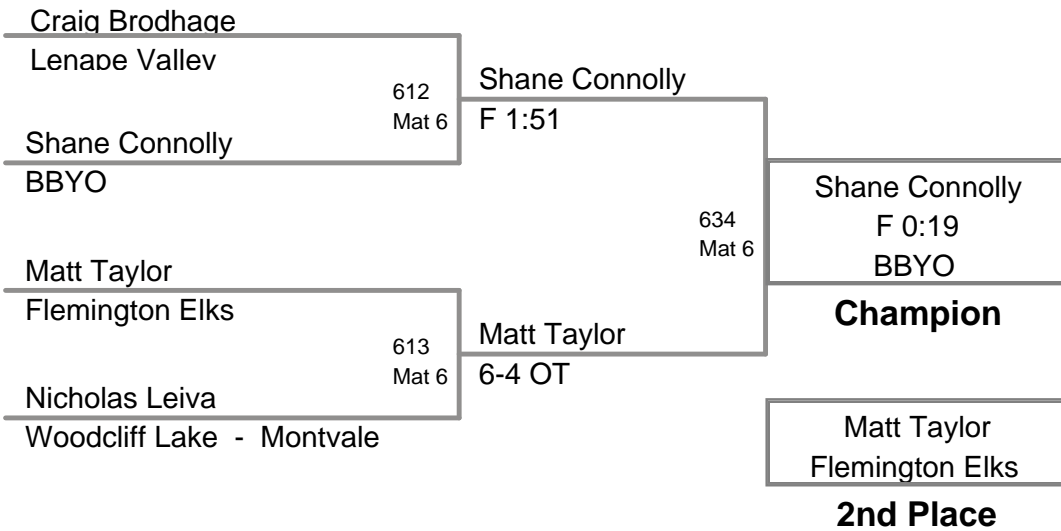 Craig Brodhage
Lenape Valley
612
Mat 6
Shane Connolly
F 1:51
Shane Connolly
BBYO
634
Mat 6
Shane Connolly
F 0:19
BBYO
Champion
Matt Taylor
Flemington Elks
613
Mat 6
Matt Taylor
6-4 OT
Nicholas Leiva
Woodcliff Lake - Montvale
Matt Taylor
Flemington Elks
2nd Place